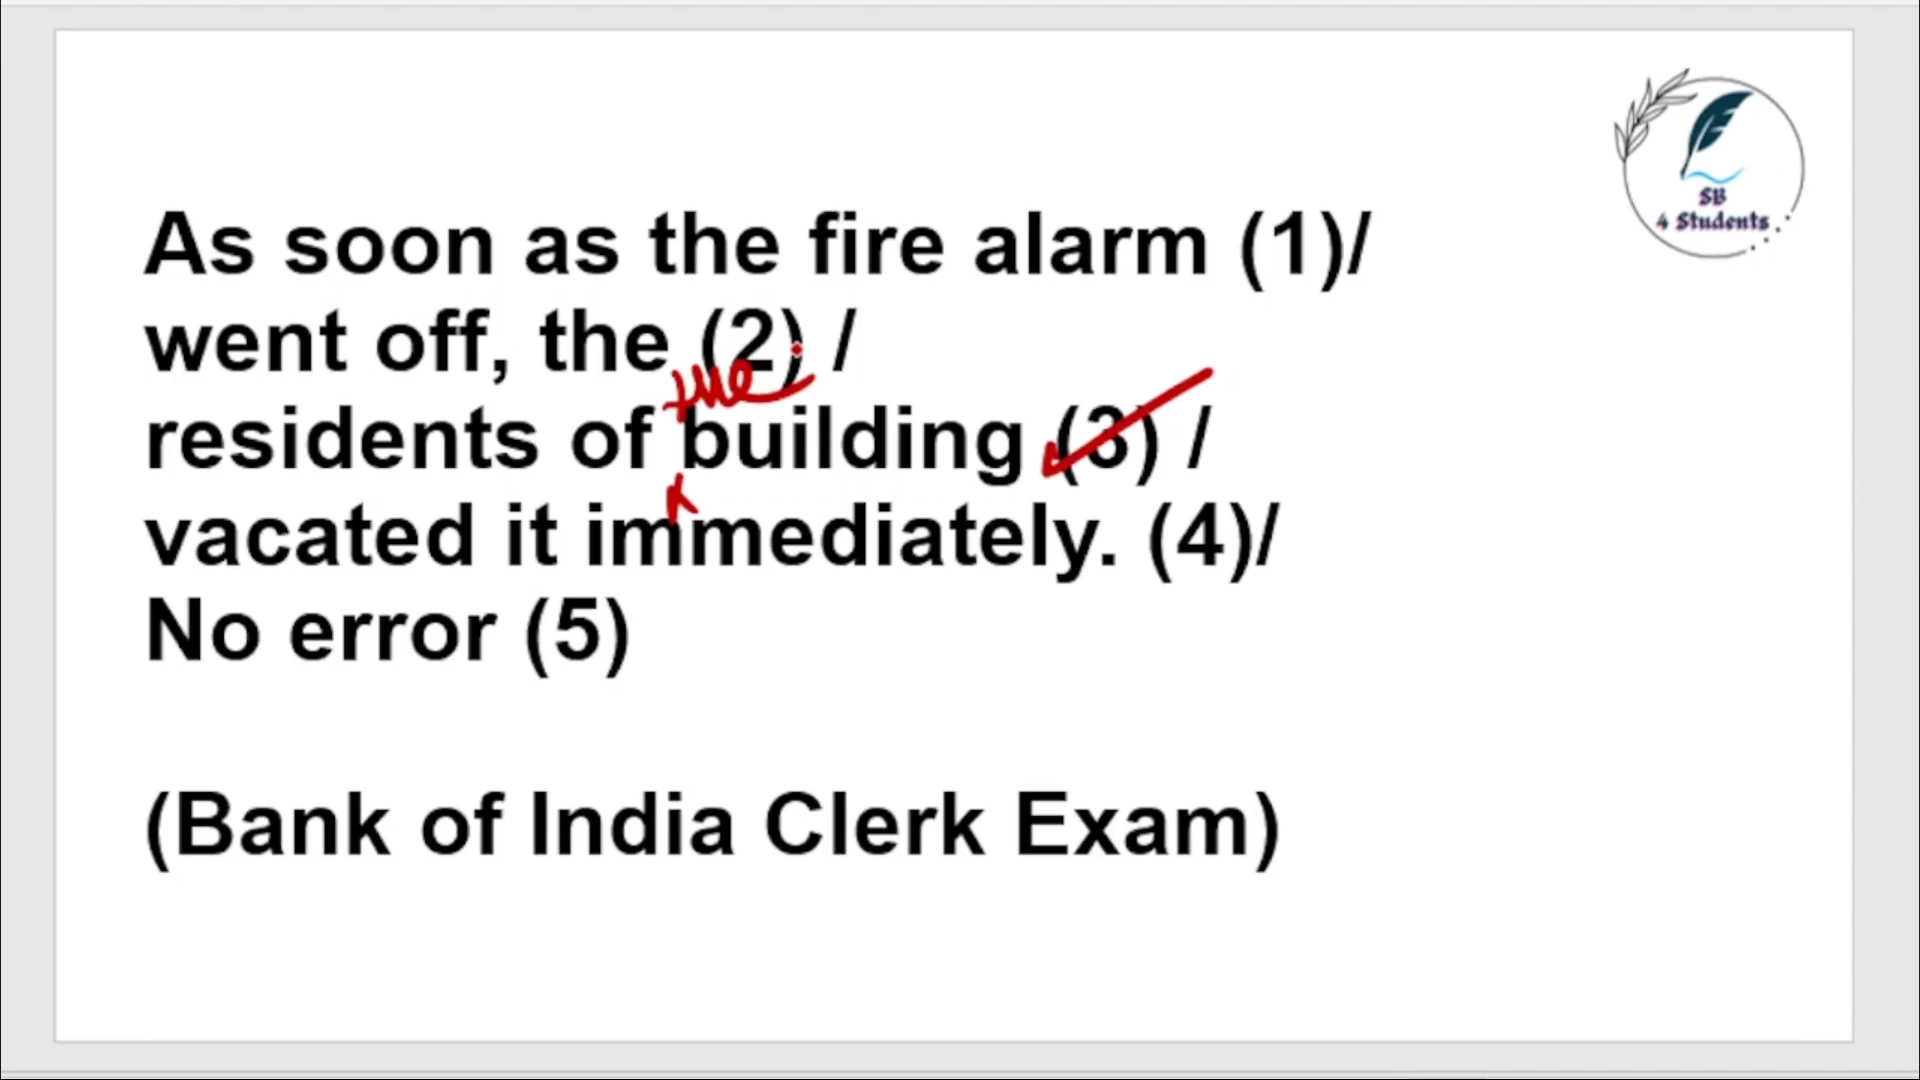 SB
4 Students
As soon as the fire alarm (1)/
went off, the (2) /
the
residents of building (3) /
vacated it immediately. (4)/
No error (5)
(Bank of India Clerk Exam)